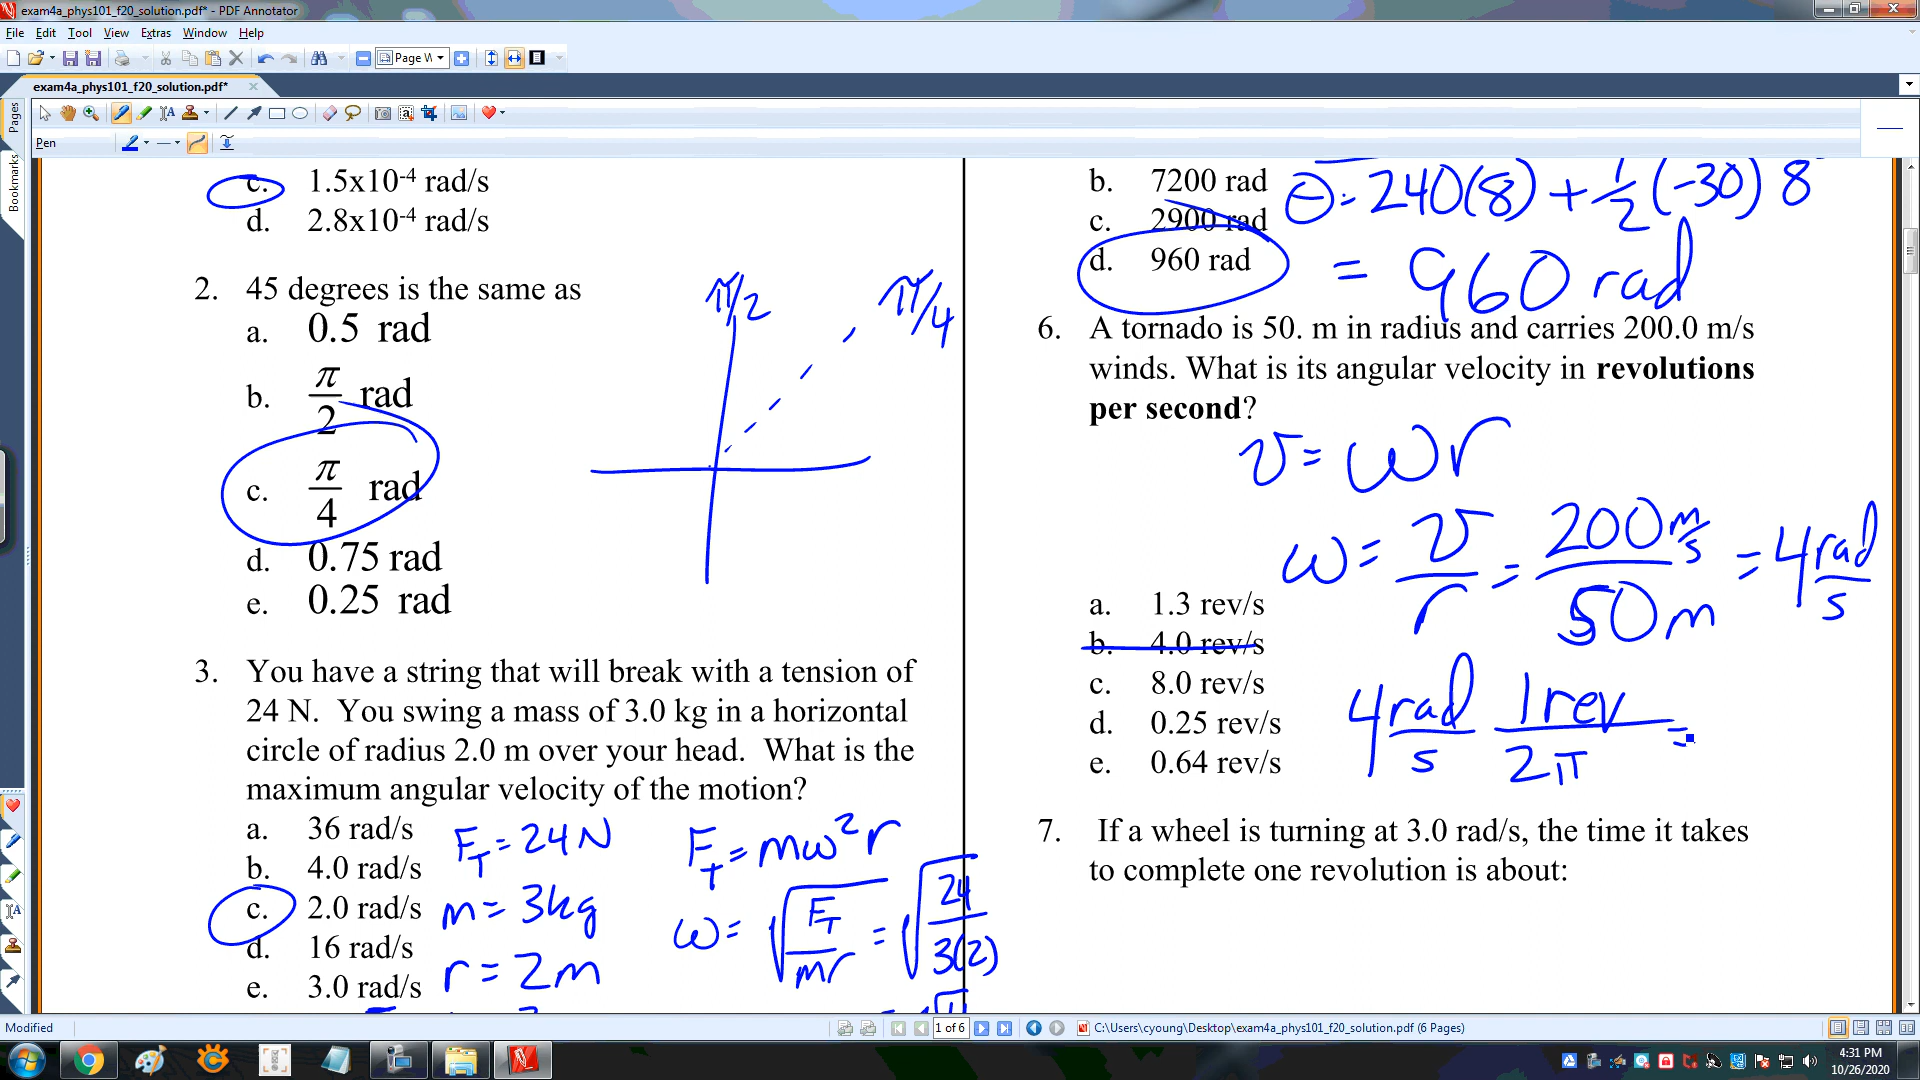 exam4a_phys101_f20_solution.pdf* - PDF Annotator
File Edit Tool View Extras Window Help
Page W
exam4a_phys101_f20_solution.pdf*
Pen
Pages
Bookmarks
c. 1.5x10⁻⁴ rad/s
d. 2.8x10⁻⁴ rad/s
2. 45 degrees is the same as
a. 0.5 rad
b. π/2 rad
c. π/4 rad
d. 0.75 rad
e. 0.25 rad
π/2 π/4
3. You have a string that will break with a tension of
24 N. You swing a mass of 3.0 kg in a horizontal
circle of radius 2.0 m over your head. What is the
maximum angular velocity of the motion?
a. 36 rad/s
b. 4.0 rad/s
c. 2.0 rad/s
d. 16 rad/s
e. 3.0 rad/s
F_T = 24N
m = 3kg
r = 2m
F_T = mω²r
ω = √(F_T/mr) = √(24/3(2))
b. 7200 rad
c. 2900 rad
d. 960 rad
θ = 240(8) + 1/2 (-30) 8
= 960 rad
6. A tornado is 50. m in radius and carries 200.0 m/s
winds. What is its angular velocity in revolutions
per second?
v = ωr
ω = v/r = 200 m/s / 50m = 4 rad/s
a. 1.3 rev/s
b. 4.0 rev/s
c. 8.0 rev/s
d. 0.25 rev/s
e. 0.64 rev/s
4 rad/s 1rev/2π =
7. If a wheel is turning at 3.0 rad/s, the time it takes
to complete one revolution is about:
Modified
1 of 6
C:\Users\cyoung\Desktop\exam4a_phys101_f20_solution.pdf (6 Pages)
4:31 PM
10/26/2020